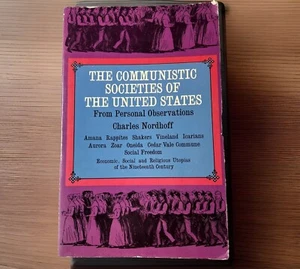 THE COMMUNISTIC
SOCIETIES OF
THE UNITED STATES
From Personal Observations
Charles Nordhoff
Amana Rappites Shakers Vineland Icarians
Aurora Zoar Oneida Cedar Vale Commune
Social Freedom
Economic, Social and Religious Utopias
of the Nineteenth Century